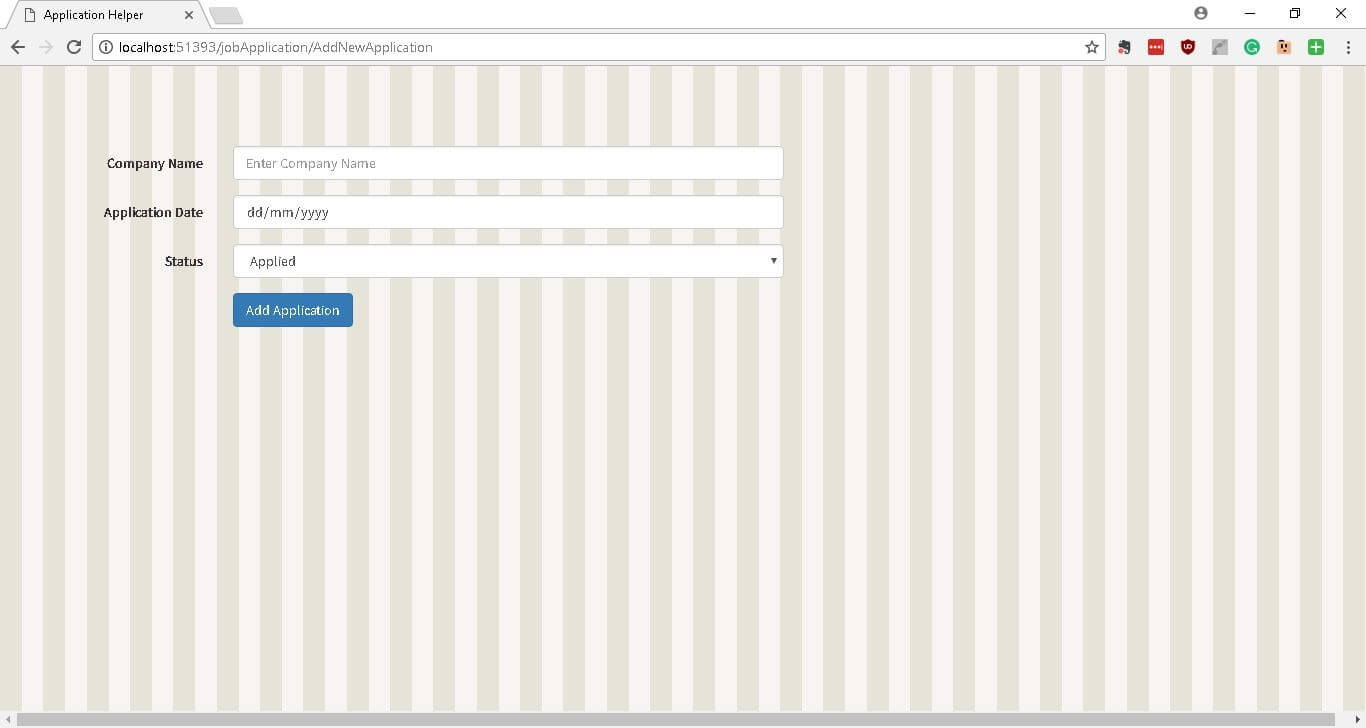 Application Helper
localhost:51393/jobApplication/AddNewApplication
Company Name Enter Company Name
Application Date dd/mm/yyyy
Status Applied
Add Application